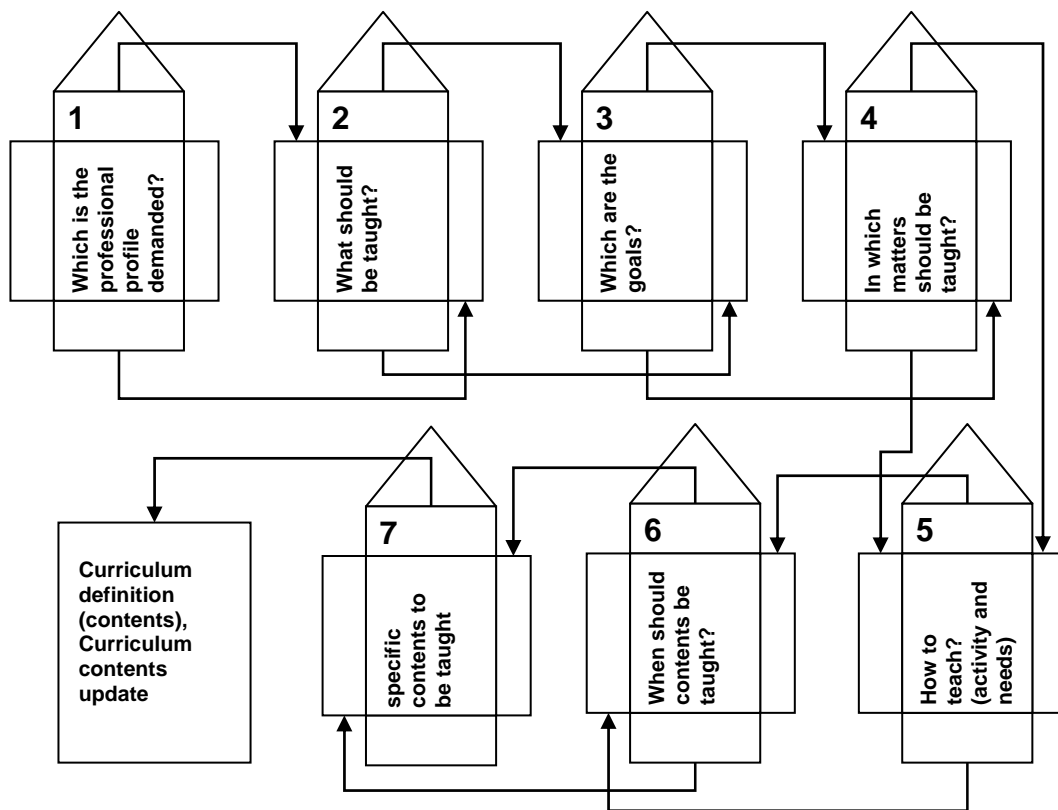 1
Which is the
professional
profile
demanded?
2
What should
be taught?
3
Which are the
goals?
4
In which
matters
should be
taught?
Curriculum
definition
(contents),
Curriculum
contents
update
7
specific
contents to
be taught
6
When should
contents be
taught?
5
How to
teach?
(activity and
needs)